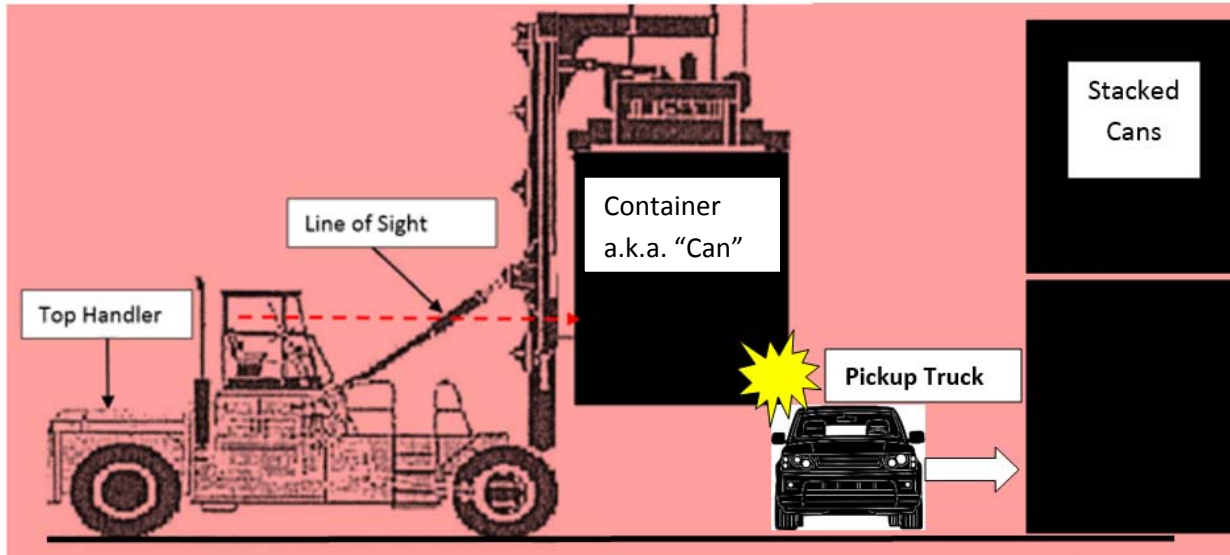 Stacked
Cans
Container
a.k.a. “Can”
Line of Sight
Top Handler
Pickup Truck